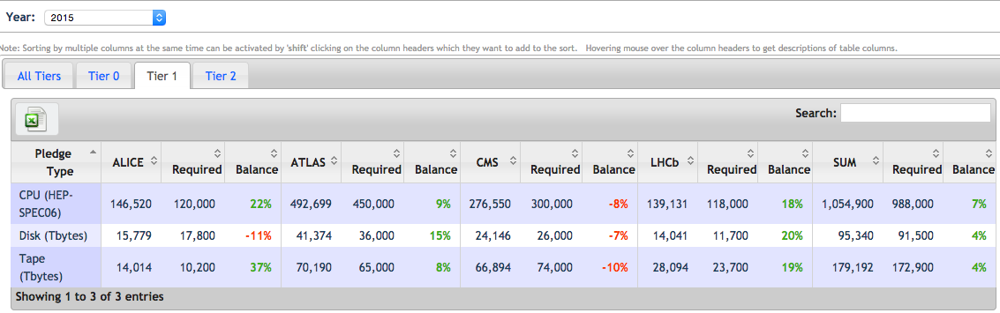 Year: 2015
Note: Sorting by multiple columns at the same time can be activated by 'shift' clicking on the column headers which they want to add to the sort. Hovering mouse over the column headers to get descriptions of table columns.
All Tiers Tier 0 Tier 1 Tier 2
Search:
Pledge Type ALICE Required Balance ATLAS Required Balance CMS Required Balance LHCb Required Balance SUM Required Balance
CPU (HEP-SPEC06) 146,520 120,000 22% 492,699 450,000 9% 276,550 300,000 -8% 139,131 118,000 18% 1,054,900 988,000 7%
Disk (Tbytes) 15,779 17,800 -11% 41,374 36,000 15% 24,146 26,000 -7% 14,041 11,700 20% 95,340 91,500 4%
Tape (Tbytes) 14,014 10,200 37% 70,190 65,000 8% 66,894 74,000 -10% 28,094 23,700 19% 179,192 172,900 4%
Showing 1 to 3 of 3 entries